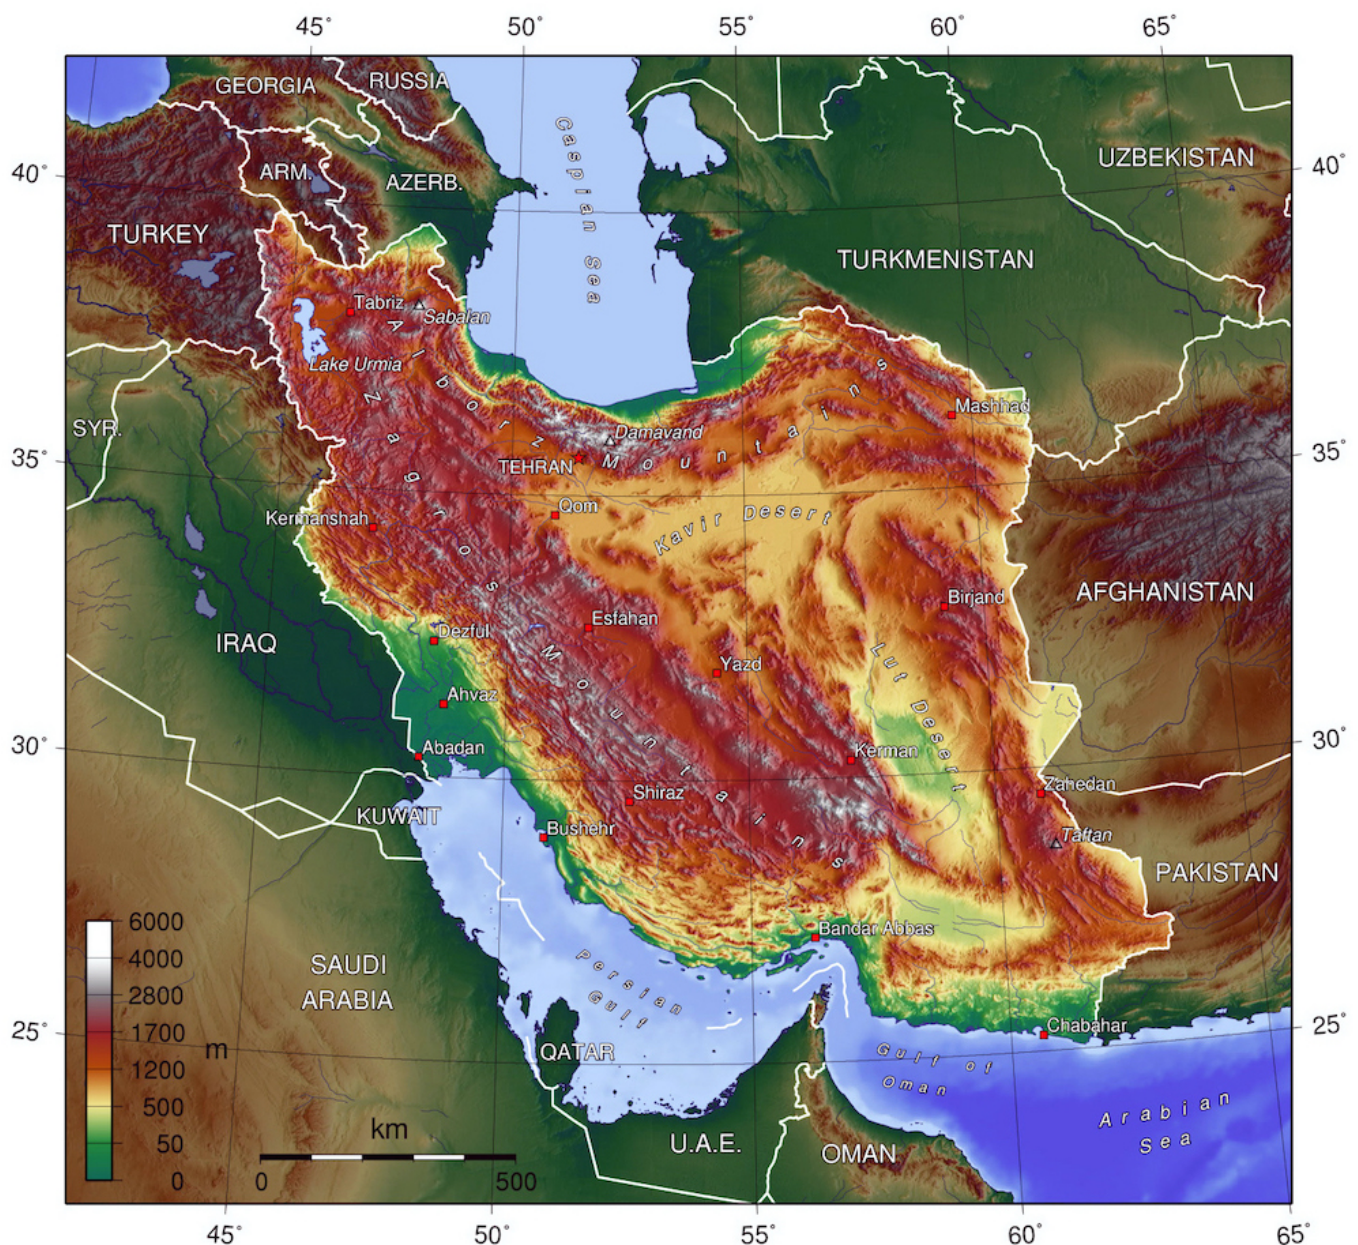 45° 50° 55° 60° 65°
GEORGIA
RUSSIA
Caspian Sea
ARM.
AZERB.
UZBEKISTAN
40°
40°
TURKEY
TURKMENISTAN
Tabriz
Sabalan
Lake Urmia
Alborz Mountains
Mashhad
SYR.
Damavand
TEHRAN
35°
35°
Zagros Mountains
Qom
Kermanshah
Kavir Desert
AFGHANISTAN
Birjand
Esfahan
IRAQ
Dezful
Yazd
Lut Desert
Ahvaz
30°
30°
Abadan
Kerman
Zahedan
Shiraz
KUWAIT
Bushehr
Taftan
PAKISTAN
Bandar Abbas
6000
4000
2800
1700
1200
500
50
0
m
SAUDI
ARABIA
Persian
Gulf
25°
25°
Chabahar
QATAR
Gulf of
Oman
Arabian
Sea
km
0 500
U.A.E.
OMAN
45° 50° 55° 60° 65°